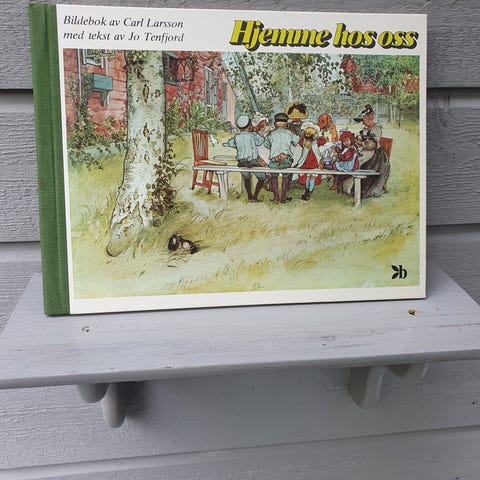 Bildebok av Carl Larsson
med tekst av Jo Tenfjord
Hjemme hos oss
b